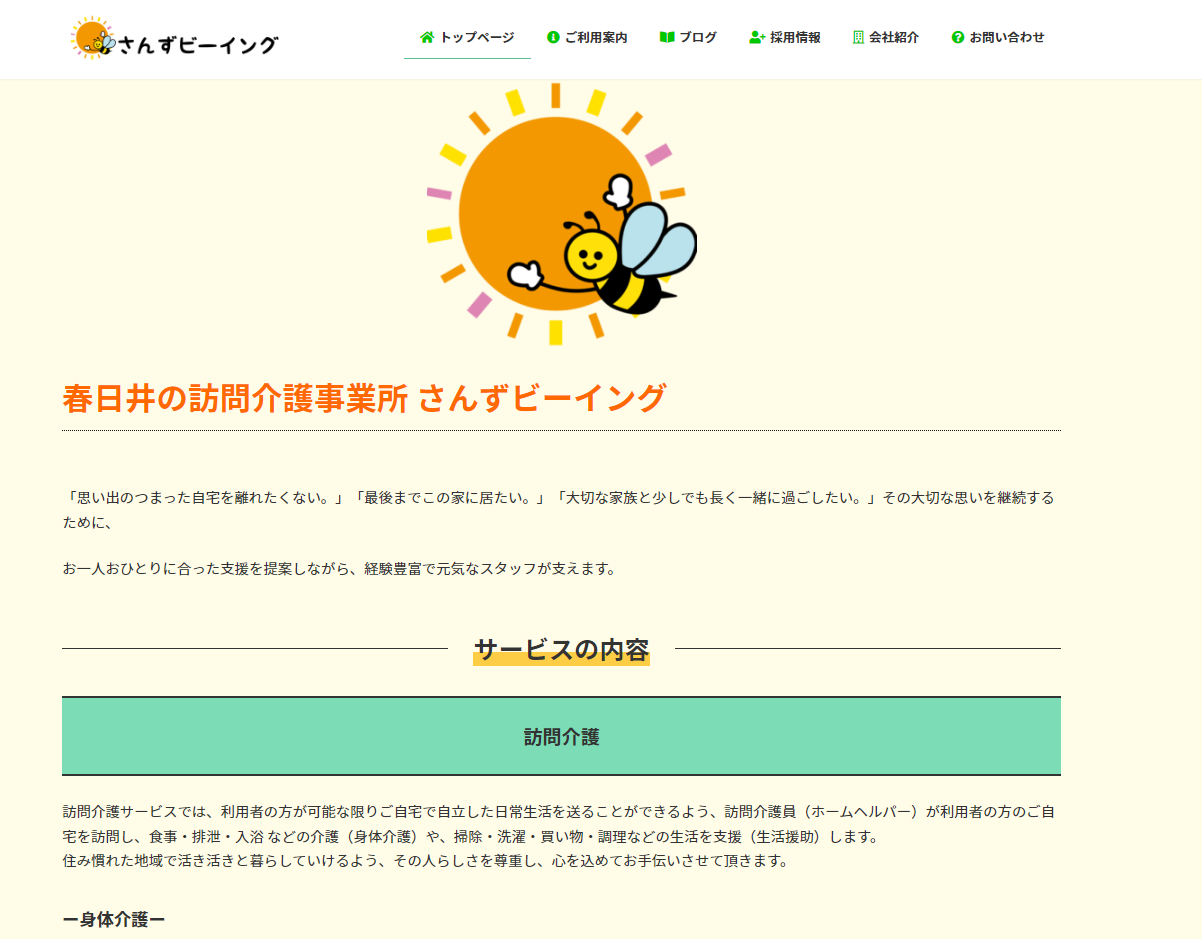 さんずビーイング
トップページ
ご利用案内
ブログ
採用情報
会社紹介
お問い合わせ
春日井の訪問介護事業所 さんずビーイング
「思い出のつまった自宅を離れたくない。」「最後までこの家に居たい。」「大切な家族と少しでも長く一緒に過ごしたい。」その大切な思いを継続する
ために、
お一人おひとりに合った支援を提案しながら、経験豊富で元気なスタッフが支えます。
サービスの内容
訪問介護
訪問介護サービスでは、利用者の方が可能な限りご自宅で自立した日常生活を送ることができるよう、訪問介護員（ホームヘルパー）が利用者の方のご自
宅を訪問し、食事・排泄・入浴 などの介護（身体介護）や、掃除・洗濯・買い物・調理などの生活を支援（生活援助）します。
住み慣れた地域で活き活きと暮らしていけるよう、その人らしさを尊重し、心を込めてお手伝いさせて頂きます。
ー身体介護ー